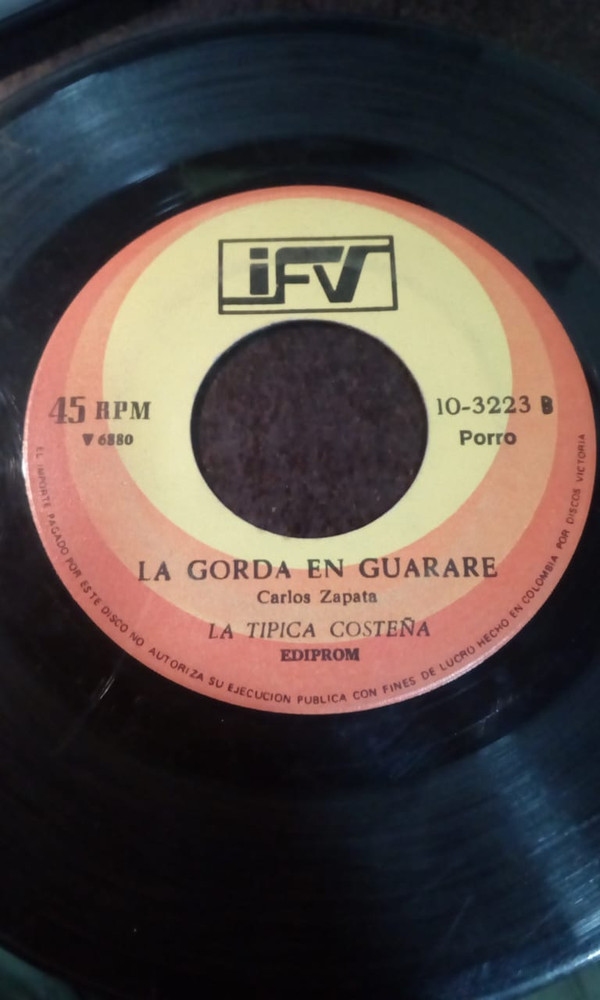 iFV
45 RPM
V 6880
10-3223 B
Porro
LA GORDA EN GUARARE
Carlos Zapata
LA TIPICA COSTEÑA
EDIPROM
EL IMPORTE PAGADO POR ESTE DISCO NO AUTORIZA SU EJECUCION PUBLICA CON FINES DE LUCRO HECHO EN COLOMBIA POR DISCOS VICTORIA